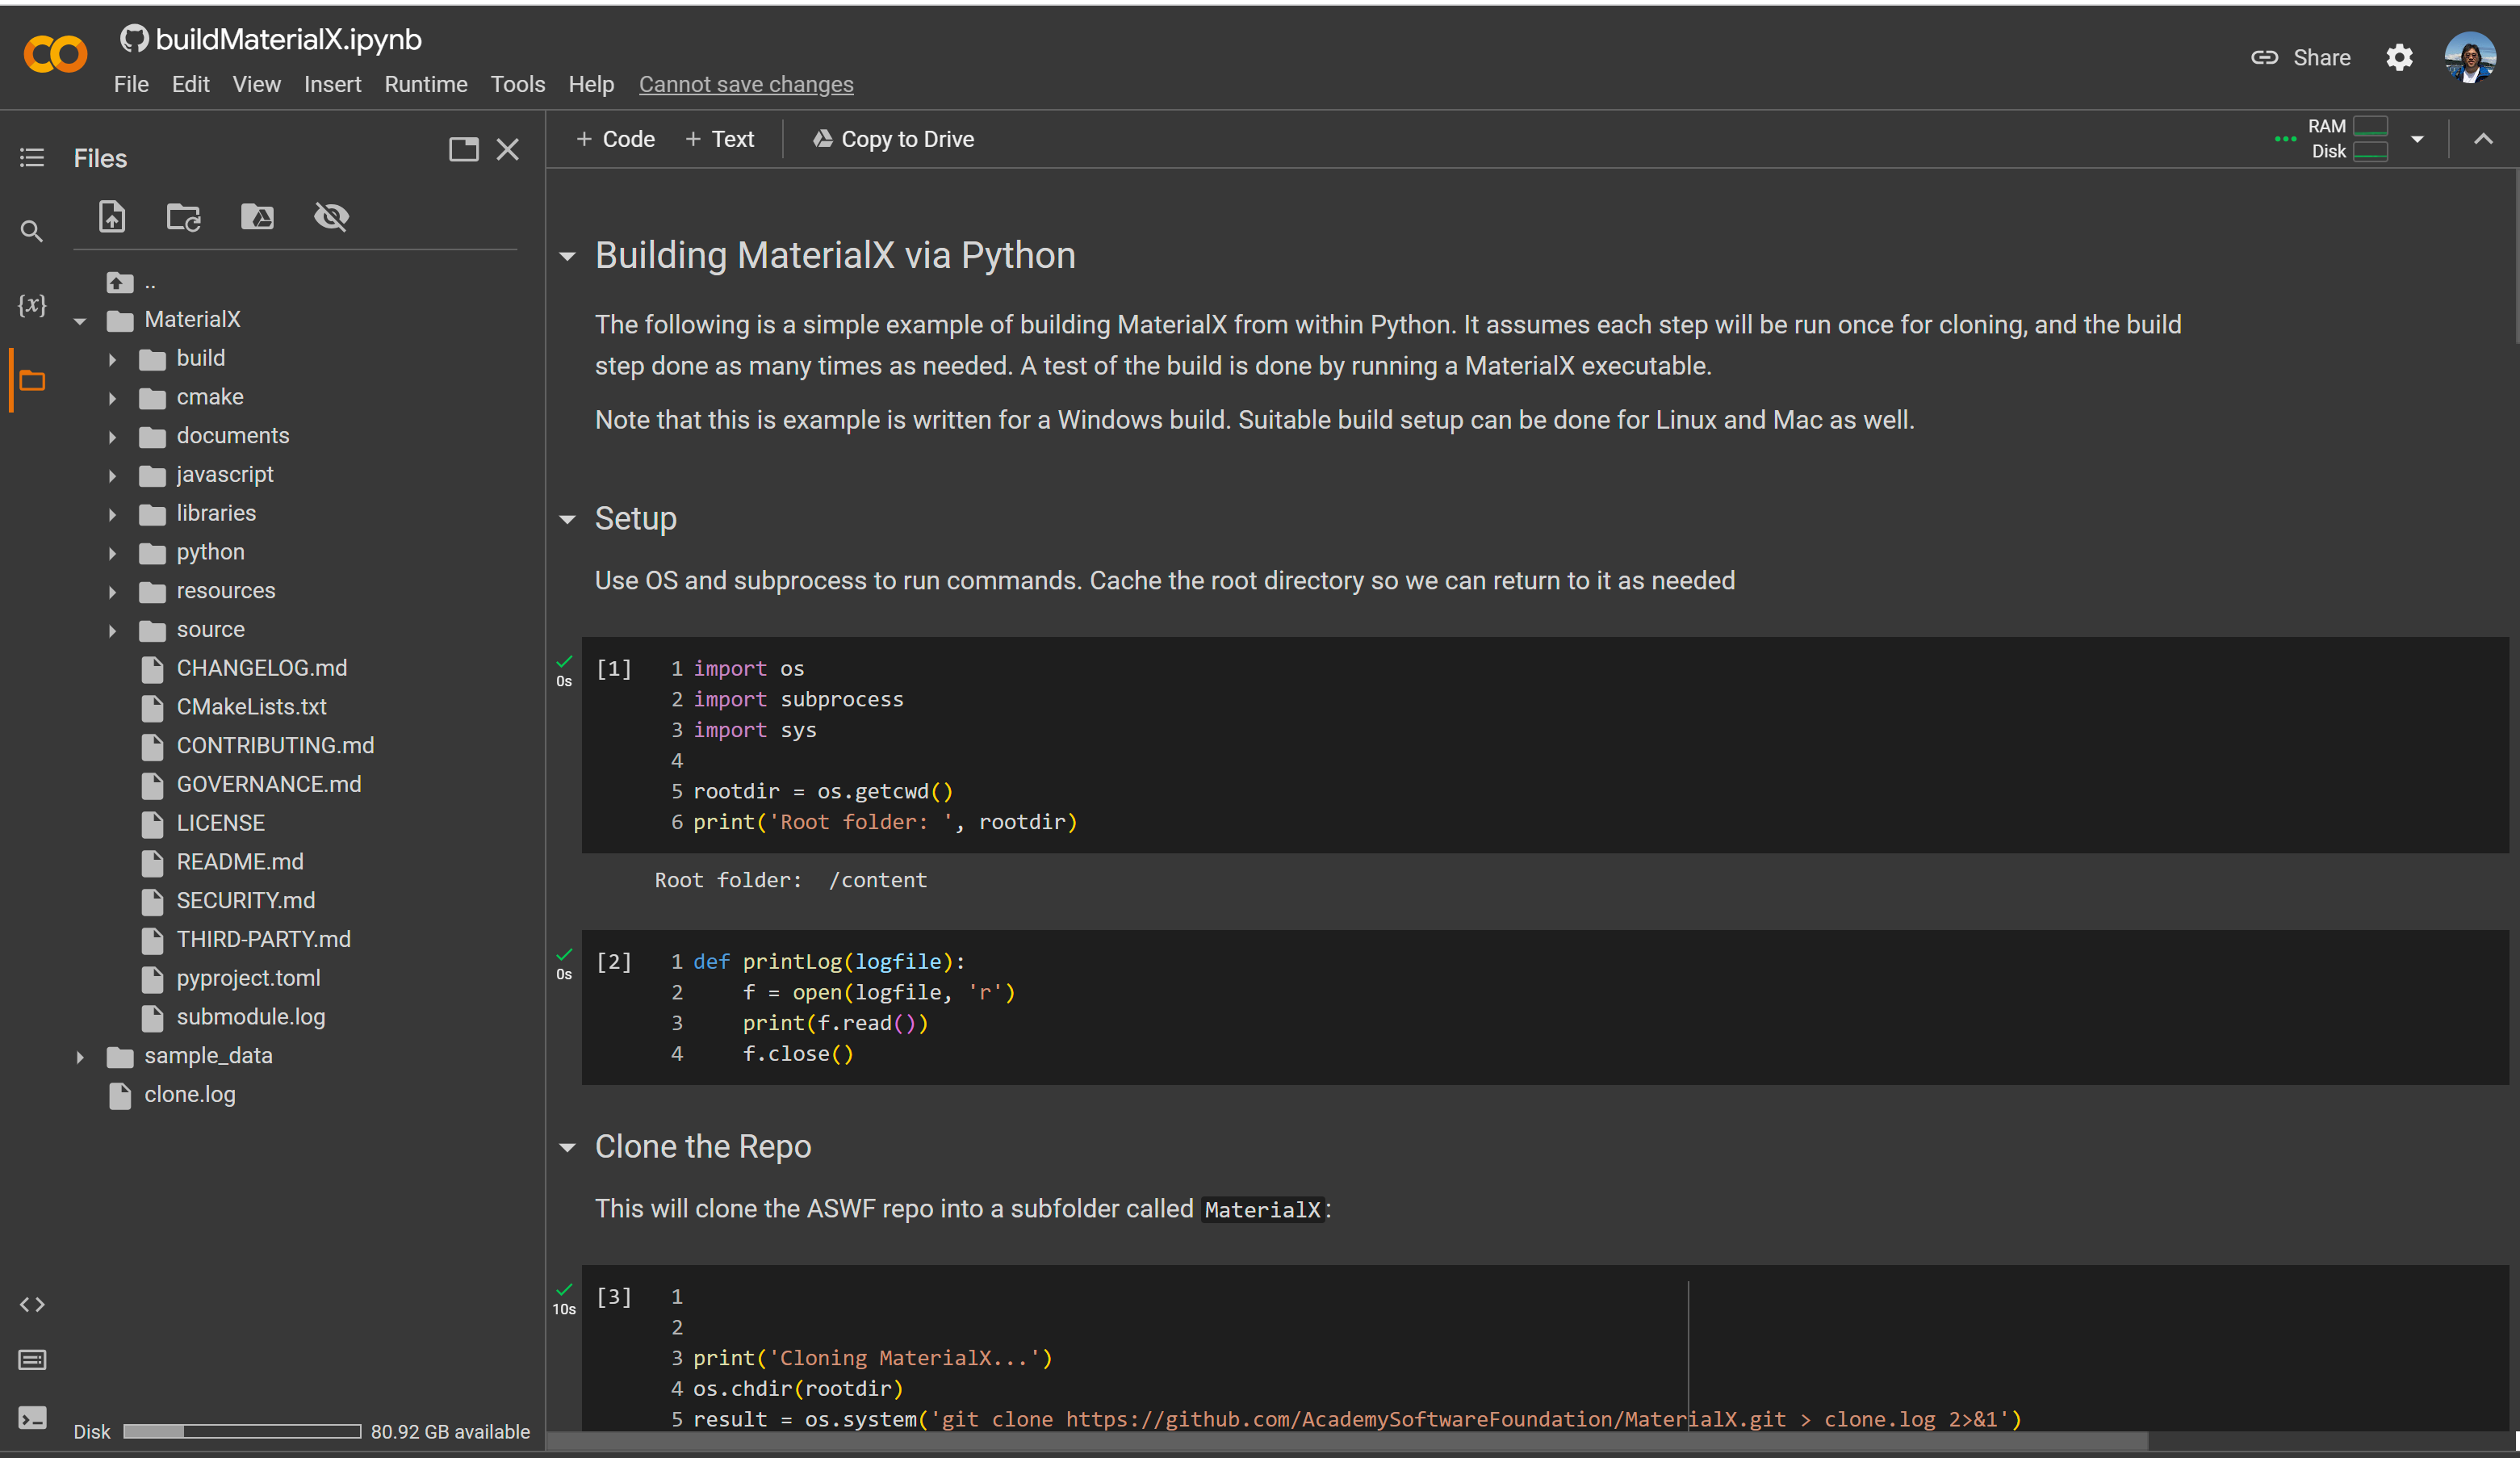 buildMaterialX.ipynb
File Edit View Insert Runtime Tools Help Cannot save changes
Share
Files
+ Code + Text Copy to Drive
RAM
Disk
..
MaterialX
build
cmake
documents
javascript
libraries
python
resources
source
CHANGELOG.md
CMakeLists.txt
CONTRIBUTING.md
GOVERNANCE.md
LICENSE
README.md
SECURITY.md
THIRD-PARTY.md
pyproject.toml
submodule.log
sample_data
clone.log
Disk 80.92 GB available
{x}
Building MaterialX via Python
The following is a simple example of building MaterialX from within Python. It assumes each step will be run once for cloning, and the build
step done as many times as needed. A test of the build is done by running a MaterialX executable.
Note that this is example is written for a Windows build. Suitable build setup can be done for Linux and Mac as well.
Setup
Use OS and subprocess to run commands. Cache the root directory so we can return to it as needed
0s
[1] 1 import os
2 import subprocess
3 import sys
4
5 rootdir = os.getcwd()
6 print('Root folder: ', rootdir)
Root folder:  /content
0s
[2] 1 def printLog(logfile):
2     f = open(logfile, 'r')
3     print(f.read())
4     f.close()
Clone the Repo
This will clone the ASWF repo into a subfolder called MaterialX:
10s
[3] 1
2
3 print('Cloning MaterialX...')
4 os.chdir(rootdir)
5 result = os.system('git clone https://github.com/AcademySoftwareFoundation/MaterialX.git > clone.log 2>&1')